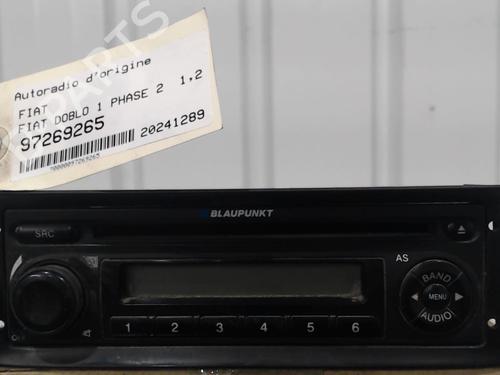 Autoradio d'origine
FIAT
FIAT DOBLO 1 PHASE 2 1,2
97269265
20241289
BLAUPUNKT
SRC
AS
BAND
MENU
AUDIO
OFF
1 2 3 4 5 6